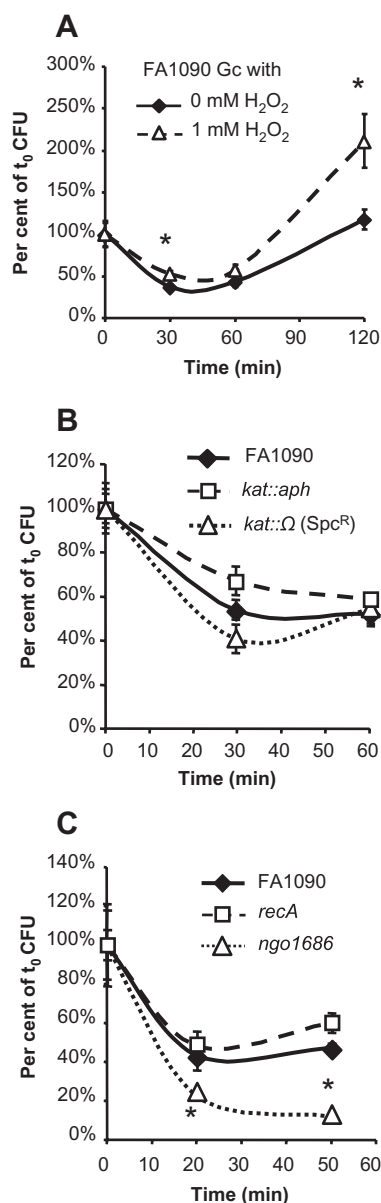 A
Per cent of t0 CFU
300%
250%
200%
150%
100%
50%
0%
FA1090 Gc with
0 mM H2O2
1 mM H2O2
*
*
0 30 60 90 120
Time (min)
B
Per cent of t0 CFU
120%
100%
80%
60%
40%
20%
0%
FA1090
kat::aph
kat::Ω (SpcR)
0 10 20 30 40 50 60
Time (min)
C
Per cent of t0 CFU
140%
120%
100%
80%
60%
40%
20%
0%
FA1090
recA
ngo1686
*
*
0 10 20 30 40 50 60
Time (min)